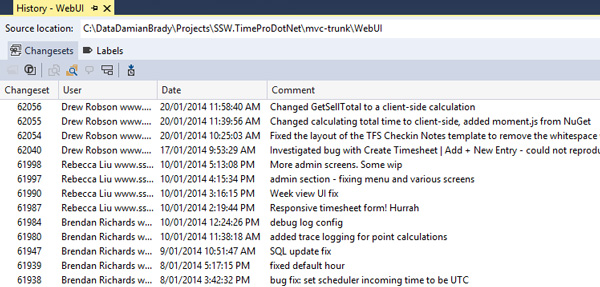 History - WebUI
Source location: C:\DataDamianBrady\Projects\SSW.TimeProDotNet\mvc-trunk\WebUI
Changesets Labels
Changeset User Date Comment
62056 Drew Robson www.... 20/01/2014 11:58:40 AM Changed GetSellTotal to a client-side calculation
62055 Drew Robson www.... 20/01/2014 11:39:56 AM Changed calculating total time to client-side, added moment.js from NuGet
62054 Drew Robson www.... 20/01/2014 10:25:03 AM Fixed the layout of the TFS Checkin Notes template to remove the whitespace
62040 Drew Robson www.... 17/01/2014 9:53:29 AM Investigated bug with Create Timesheet | Add + New Entry - could not reprodu
61998 Rebecca Liu www.ss... 10/01/2014 5:13:08 PM More admin screens. Some wip
61997 Rebecca Liu www.ss... 10/01/2014 4:15:34 PM admin section - fixing menu and various screens
61990 Rebecca Liu www.ss... 10/01/2014 3:16:15 PM Week view UI fix
61987 Rebecca Liu www.ss... 10/01/2014 2:19:44 PM Responsive timesheet form! Hurrah
61984 Brendan Richards w... 10/01/2014 12:24:26 PM debug log config
61980 Brendan Richards w... 10/01/2014 11:38:18 AM added trace logging for point calculations
61947 Brendan Richards w... 9/01/2014 10:51:47 AM SQL update fix
61939 Brendan Richards w... 8/01/2014 5:17:15 PM fixed default hour
61938 Brendan Richards w... 8/01/2014 3:42:32 PM bug fix: set scheduler incoming time to be UTC